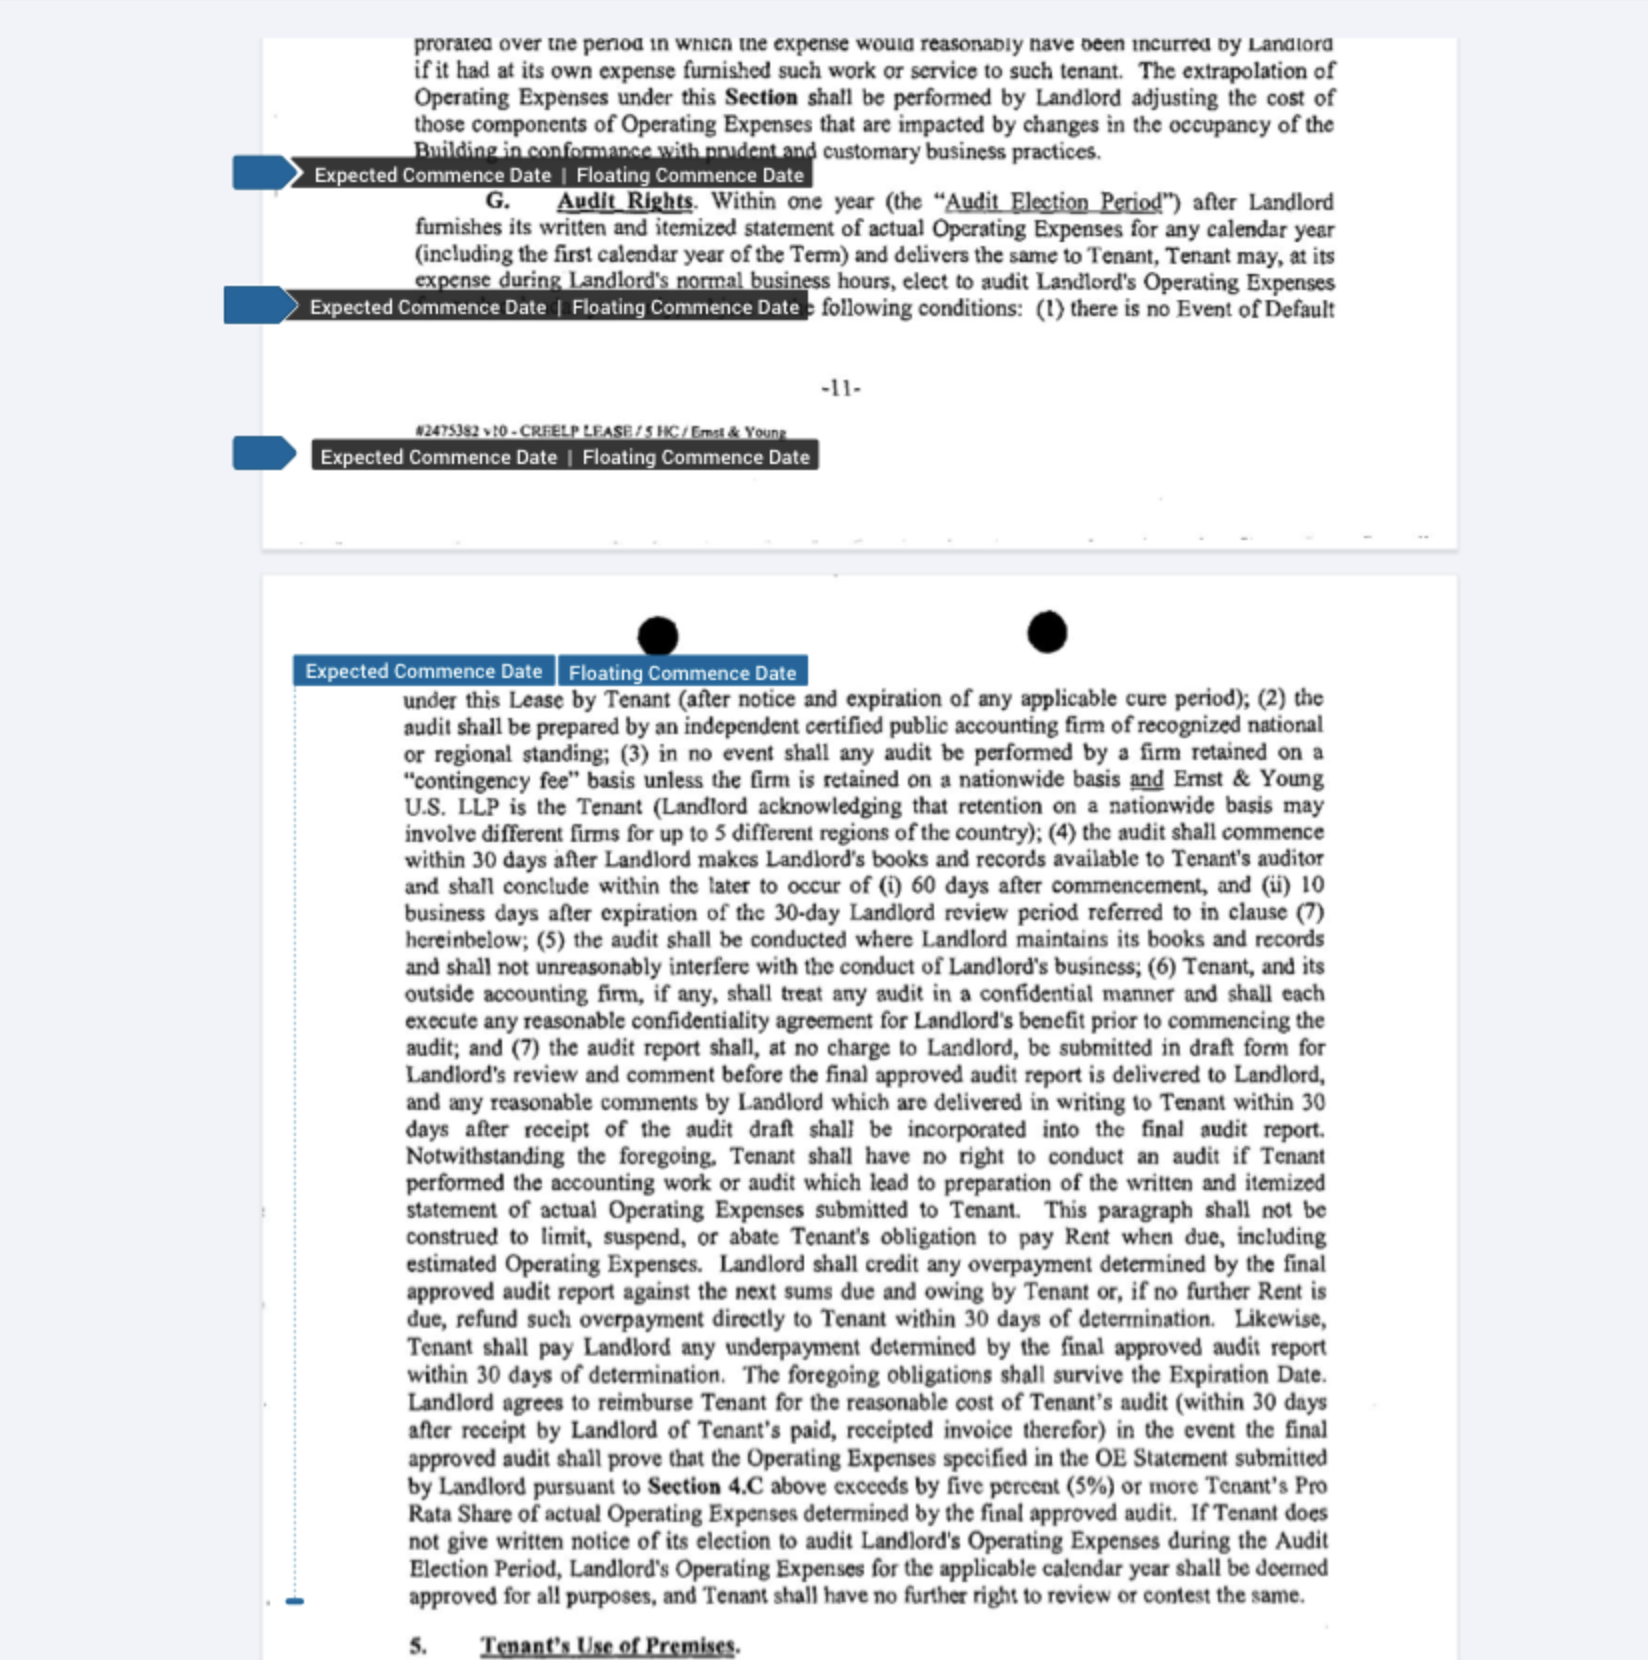 prorated over the period in which the expense would reasonably have been incurred by Landlord
if it had at its own expense furnished such work or service to such tenant. The extrapolation of
Operating Expenses under this Section shall be performed by Landlord adjusting the cost of
those components of Operating Expenses that are impacted by changes in the occupancy of the
Building in conformance with prudent and customary business practices.
Expected Commence Date | Floating Commence Date
G. Audit Rights. Within one year (the “Audit Election Period”) after Landlord
furnishes its written and itemized statement of actual Operating Expenses for any calendar year
(including the first calendar year of the Term) and delivers the same to Tenant, Tenant may, at its
expense during Landlord's normal business hours, elect to audit Landlord's Operating Expenses
Expected Commence Date | Floating Commence Date
following conditions: (1) there is no Event of Default
-11-
#2475382 v10 - CREELP LEASE / 5 HC / Ernst & Young
Expected Commence Date | Floating Commence Date
Expected Commence Date Floating Commence Date
under this Lease by Tenant (after notice and expiration of any applicable cure period); (2) the
audit shall be prepared by an independent certified public accounting firm of recognized national
or regional standing; (3) in no event shall any audit be performed by a firm retained on a
“contingency fee” basis unless the firm is retained on a nationwide basis and Ernst & Young
U.S. LLP is the Tenant (Landlord acknowledging that retention on a nationwide basis may
involve different firms for up to 5 different regions of the country); (4) the audit shall commence
within 30 days after Landlord makes Landlord's books and records available to Tenant's auditor
and shall conclude within the later to occur of (i) 60 days after commencement, and (ii) 10
business days after expiration of the 30-day Landlord review period referred to in clause (7)
hereinbelow; (5) the audit shall be conducted where Landlord maintains its books and records
and shall not unreasonably interfere with the conduct of Landlord's business; (6) Tenant, and its
outside accounting firm, if any, shall treat any audit in a confidential manner and shall each
execute any reasonable confidentiality agreement for Landlord's benefit prior to commencing the
audit; and (7) the audit report shall, at no charge to Landlord, be submitted in draft form for
Landlord's review and comment before the final approved audit report is delivered to Landlord,
and any reasonable comments by Landlord which are delivered in writing to Tenant within 30
days after receipt of the audit draft shall be incorporated into the final audit report.
Notwithstanding the foregoing, Tenant shall have no right to conduct an audit if Tenant
performed the accounting work or audit which lead to preparation of the written and itemized
statement of actual Operating Expenses submitted to Tenant. This paragraph shall not be
construed to limit, suspend, or abate Tenant's obligation to pay Rent when due, including
estimated Operating Expenses. Landlord shall credit any overpayment determined by the final
approved audit report against the next sums due and owing by Tenant or, if no further Rent is
due, refund such overpayment directly to Tenant within 30 days of determination. Likewise,
Tenant shall pay Landlord any underpayment determined by the final approved audit report
within 30 days of determination. The foregoing obligations shall survive the Expiration Date.
Landlord agrees to reimburse Tenant for the reasonable cost of Tenant's audit (within 30 days
after receipt by Landlord of Tenant's paid, receipted invoice therefor) in the event the final
approved audit shall prove that the Operating Expenses specified in the OE Statement submitted
by Landlord pursuant to Section 4.C above exceeds by five percent (5%) or more Tenant's Pro
Rata Share of actual Operating Expenses determined by the final approved audit. If Tenant does
not give written notice of its election to audit Landlord's Operating Expenses during the Audit
Election Period, Landlord's Operating Expenses for the applicable calendar year shall be deemed
approved for all purposes, and Tenant shall have no further right to review or contest the same.
5. Tenant's Use of Premises.